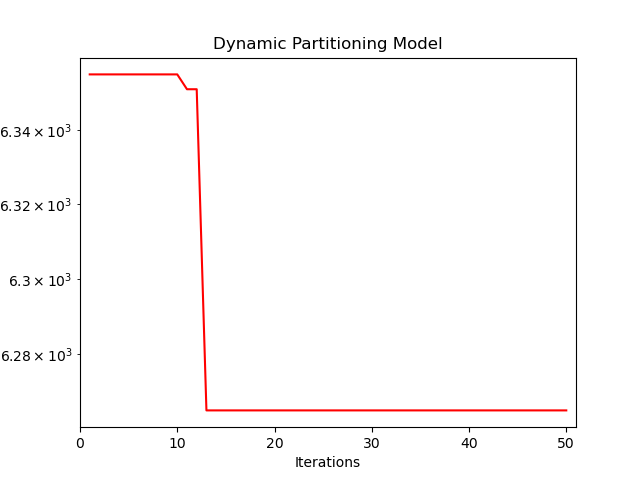 Dynamic Partitioning Model
6.34 × 10³
6.32 × 10³
6.3 × 10³
6.28 × 10³
0 10 20 30 40 50
Iterations